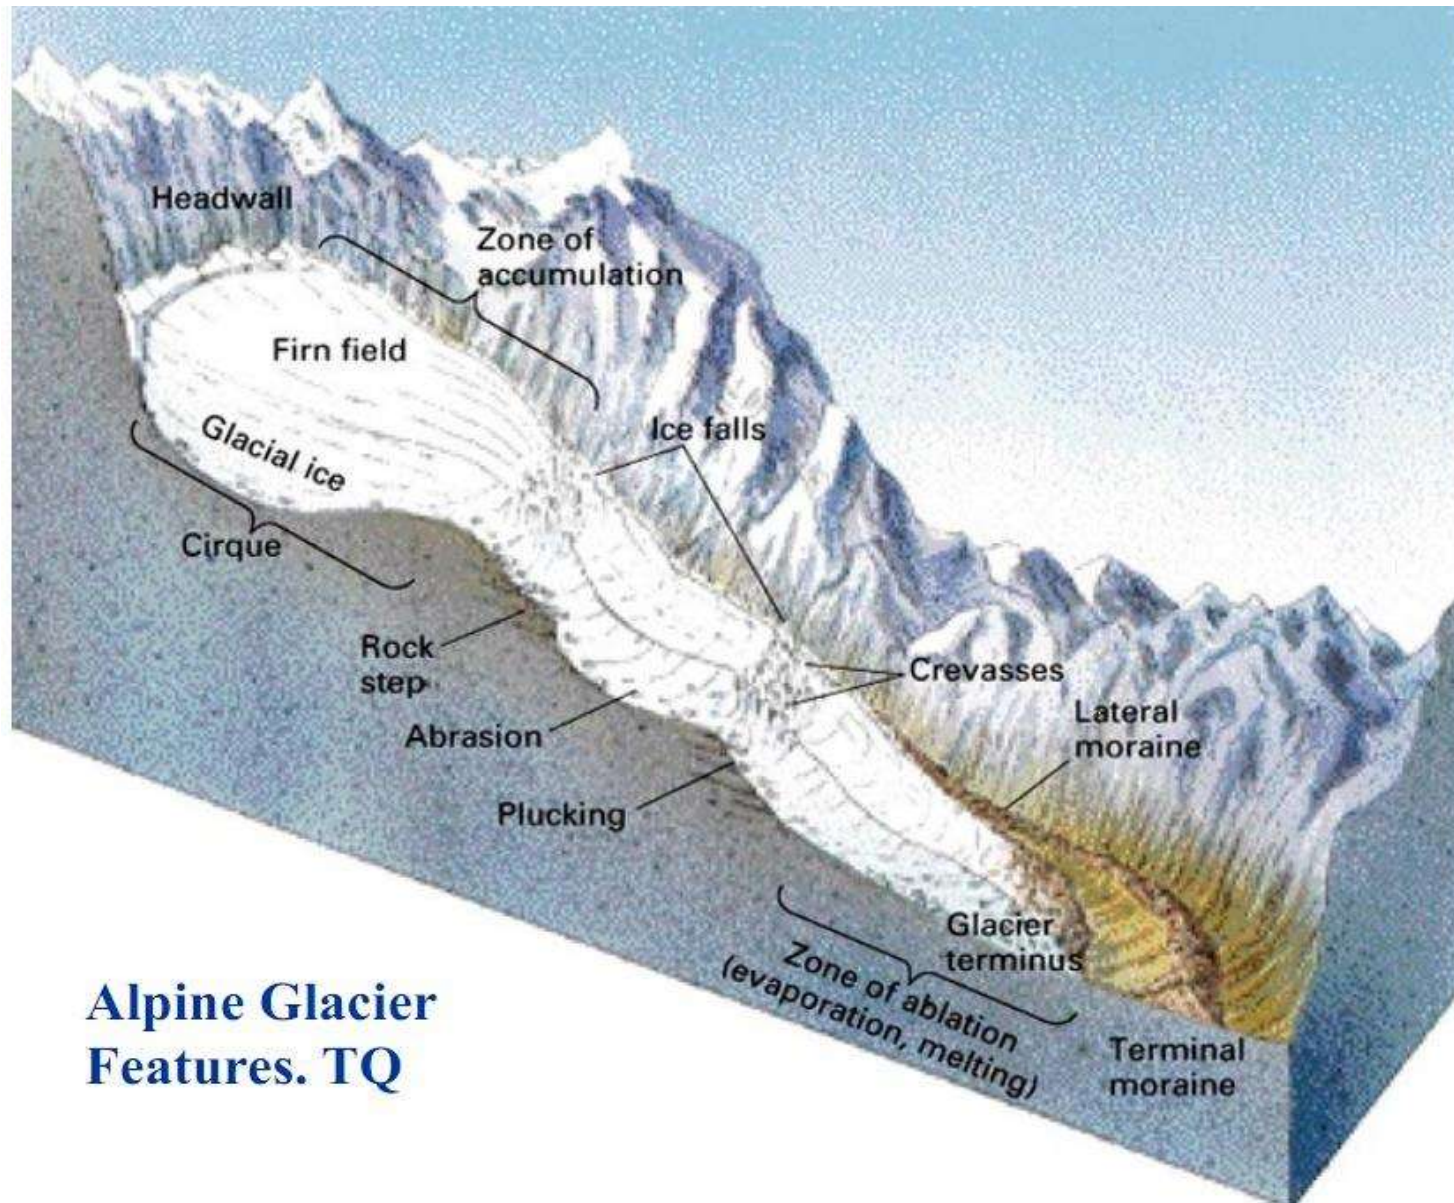 Headwall
Zone of
accumulation
Firn field
Ice falls
Glacial ice
Cirque
Rock
step
Crevasses
Abrasion
Lateral
moraine
Plucking
Glacier
terminus
Zone of ablation
(evaporation, melting)
Terminal
moraine
Alpine Glacier
Features. TQ